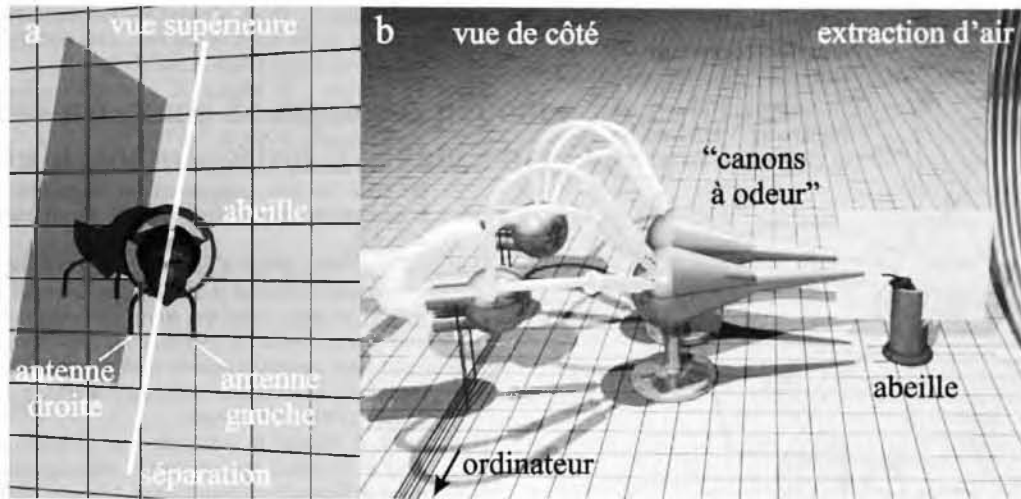 a
vue supérieure
abeille
antenne
droite
antenne
gauche
séparation
b
vue de côté
extraction d'air
“canons
à odeur”
abeille
ordinateur